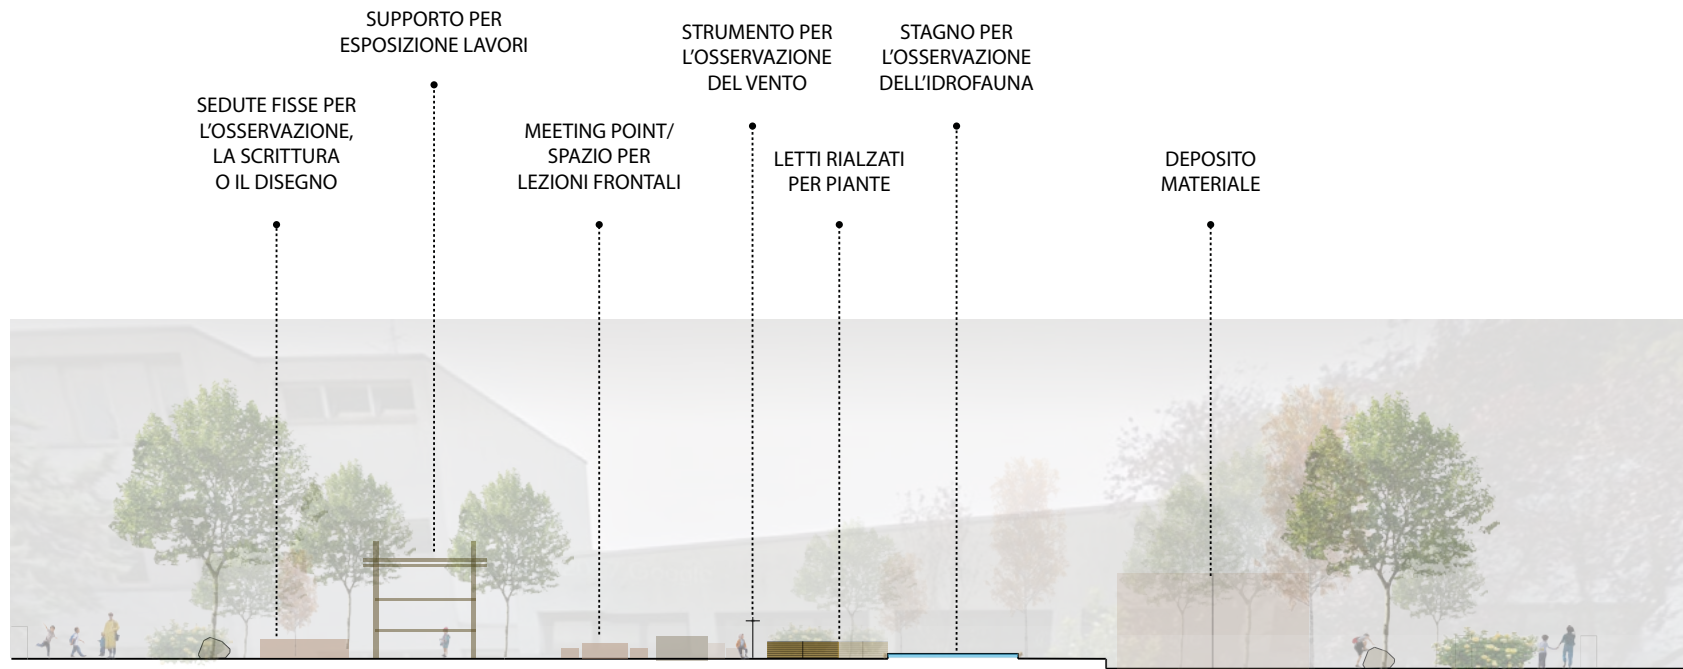 SUPPORTO PER
ESPOSIZIONE LAVORI
SEDUTE FISSE PER
L'OSSERVAZIONE,
LA SCRITTURA
O IL DISEGNO
MEETING POINT/
SPAZIO PER
LEZIONI FRONTALI
STRUMENTO PER
L'OSSERVAZIONE
DEL VENTO
LETTI RIALZATI
PER PIANTE
STAGNO PER
L'OSSERVAZIONE
DELL'IDROFAUNA
DEPOSITO
MATERIALE